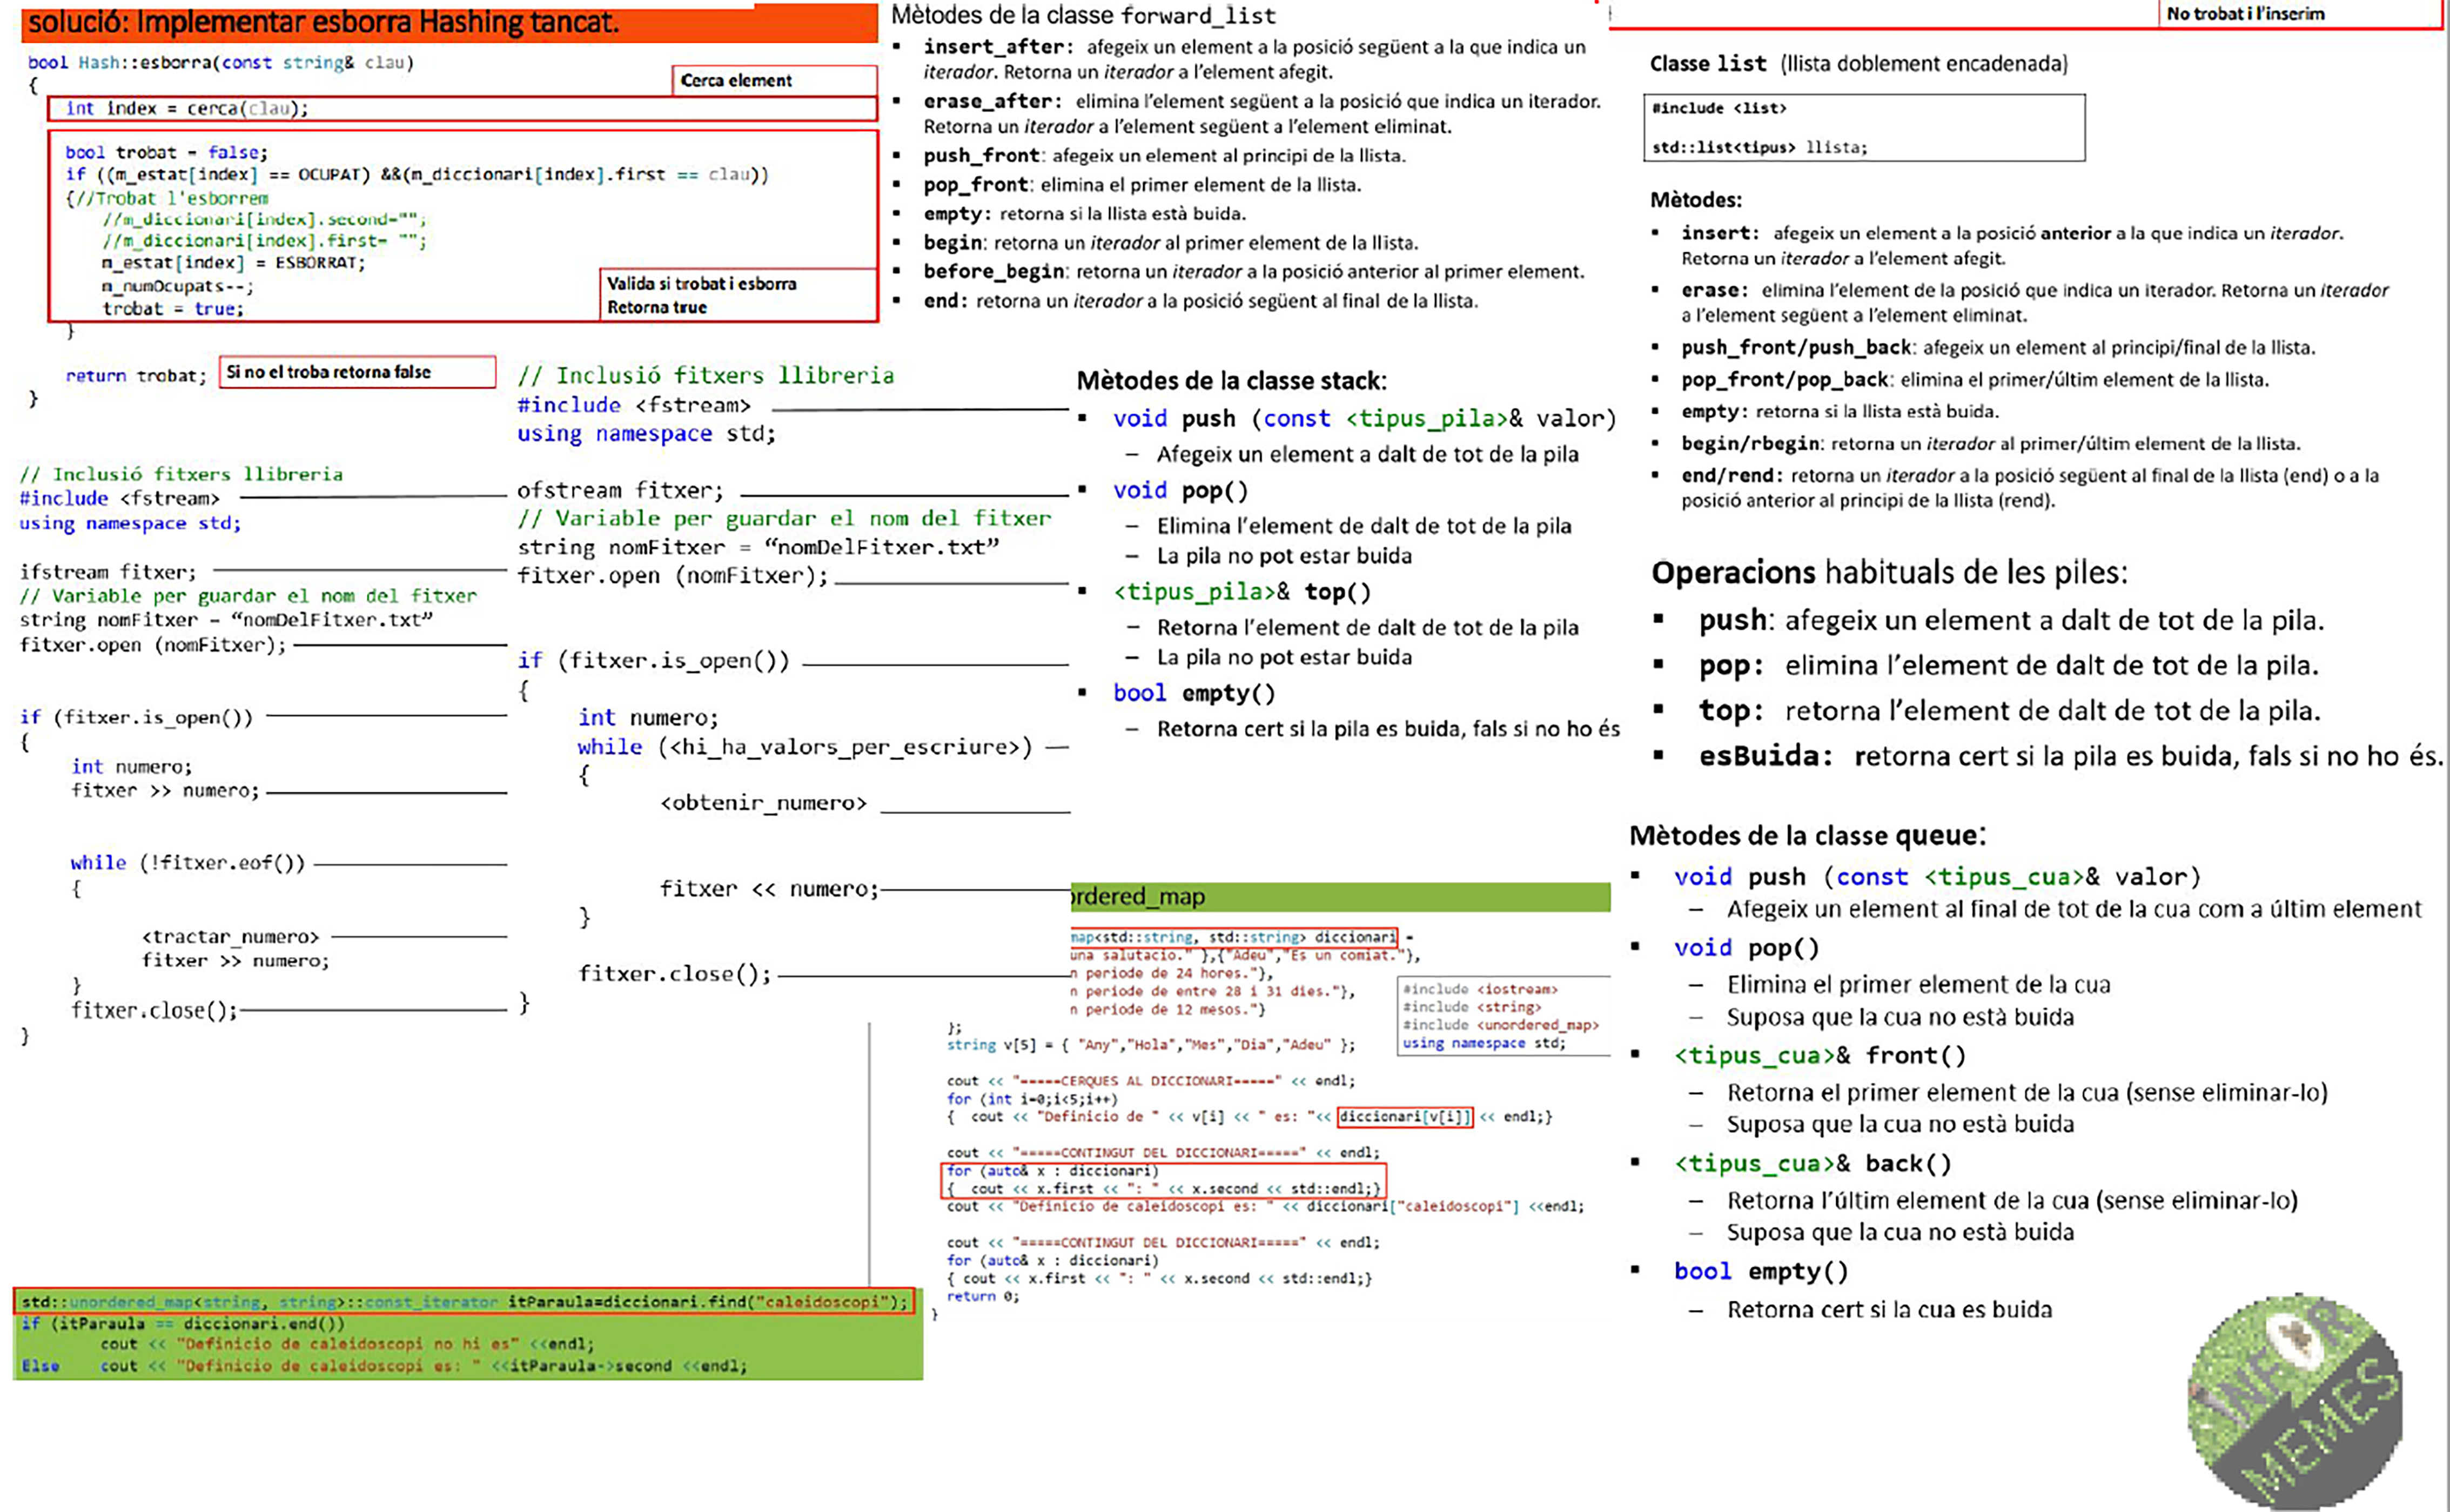 solució: Implementar esborra Hashing tancat.
bool Hash::esborra(const string& clau)
{
Cerca element
int index = cerca(clau);
bool trobat = false;
if ((m_estat[index] == OCUPAT) &&(m_diccionari[index].first == clau))
{//Trobat l'esborrem
//m_diccionari[index].second="";
//m_diccionari[index].first= "";
m_estat[index] = ESBORRAT;
m_numOcupats--;
trobat = true;
Valida si trobat i esborra
Retorna true
}
return trobat;
Si no el troba retorna false
}
// Inclusió fitxers llibreria
#include <fstream>
using namespace std;
ifstream fitxer;
// Variable per guardar el nom del fitxer
string nomFitxer = “nomDelFitxer.txt”
fitxer.open (nomFitxer);
if (fitxer.is_open())
{
int numero;
fitxer >> numero;
while (!fitxer.eof())
{
<tractar_numero>
fitxer >> numero;
}
fitxer.close();
}
// Inclusió fitxers llibreria
#include <fstream>
using namespace std;
ofstream fitxer;
// Variable per guardar el nom del fitxer
string nomFitxer = “nomDelFitxer.txt”
fitxer.open (nomFitxer);
if (fitxer.is_open())
{
int numero;
while (<hi_ha_valors_per_escriure>)
{
<obtenir_numero>
fitxer << numero;
}
fitxer.close();
}
std::unordered_map<string, string>::const_iterator itParaula=diccionari.find("caleidoscopi");
if (itParaula == diccionari.end())
cout << "Definicio de caleidoscopi no hi es" <<endl;
Else cout << "Definicio de caleidoscopi es: " <<itParaula->second <<endl;
Mètodes de la classe forward_list
▪ insert_after: afegeix un element a la posició següent a la que indica un
iterador. Retorna un iterador a l’element afegit.
▪ erase_after: elimina l’element següent a la posició que indica un iterador.
Retorna un iterador a l’element següent a l’element eliminat.
▪ push_front: afegeix un element al principi de la llista.
▪ pop_front: elimina el primer element de la llista.
▪ empty: retorna si la llista està buida.
▪ begin: retorna un iterador al primer element de la llista.
▪ before_begin: retorna un iterador a la posició anterior al primer element.
▪ end: retorna un iterador a la posició següent al final de la llista.
Mètodes de la classe stack:
▪ void push (const <tipus_pila>& valor)
– Afegeix un element a dalt de tot de la pila
▪ void pop()
– Elimina l’element de dalt de tot de la pila
– La pila no pot estar buida
▪ <tipus_pila>& top()
– Retorna l’element de dalt de tot de la pila
– La pila no pot estar buida
▪ bool empty()
– Retorna cert si la pila es buida, fals si no ho és
ordered_map
map<std::string, std::string> diccionari =
una salutacio." },{"Adeu","Es un comiat."},
n periode de 24 hores."},
n periode de entre 28 i 31 dies."},
n periode de 12 mesos."}
};
#include <iostream>
#include <string>
#include <unordered_map>
using namespace std;
string v[5] = { "Any","Hola","Mes","Dia","Adeu" };
cout << "=====CERQUES AL DICCIONARI=====" << endl;
for (int i=0;i<5;i++)
{ cout << "Definicio de " << v[i] << " es: "<< diccionari[v[i]] << endl;}
cout << "=====CONTINGUT DEL DICCIONARI=====" << endl;
for (auto& x : diccionari)
{ cout << x.first << ": " << x.second << std::endl;}
cout << "Definicio de caleidoscopi es: " << diccionari["caleidoscopi"] <<endl;
cout << "=====CONTINGUT DEL DICCIONARI=====" << endl;
for (auto& x : diccionari)
{ cout << x.first << ": " << x.second << std::endl;}
return 0;
}
No trobat i l’inserim
Classe list (llista doblement encadenada)
#include <list>
std::list<tipus> llista;
Mètodes:
▪ insert: afegeix un element a la posició anterior a la que indica un iterador.
Retorna un iterador a l’element afegit.
▪ erase: elimina l’element de la posició que indica un iterador. Retorna un iterador
a l’element següent a l’element eliminat.
▪ push_front/push_back: afegeix un element al principi/final de la llista.
▪ pop_front/pop_back: elimina el primer/últim element de la llista.
▪ empty: retorna si la llista està buida.
▪ begin/rbegin: retorna un iterador al primer/últim element de la llista.
▪ end/rend: retorna un iterador a la posició següent al final de la llista (end) o a la
posició anterior al principi de la llista (rend).
Operacions habituals de les piles:
▪ push: afegeix un element a dalt de tot de la pila.
▪ pop: elimina l’element de dalt de tot de la pila.
▪ top: retorna l’element de dalt de tot de la pila.
▪ esBuida: retorna cert si la pila es buida, fals si no ho és.
Mètodes de la classe queue:
▪ void push (const <tipus_cua>& valor)
– Afegeix un element al final de tot de la cua com a últim element
▪ void pop()
– Elimina el primer element de la cua
– Suposa que la cua no està buida
▪ <tipus_cua>& front()
– Retorna el primer element de la cua (sense eliminar-lo)
– Suposa que la cua no està buida
▪ <tipus_cua>& back()
– Retorna l’últim element de la cua (sense eliminar-lo)
– Suposa que la cua no està buida
▪ bool empty()
– Retorna cert si la cua es buida
INFOR
MEMES